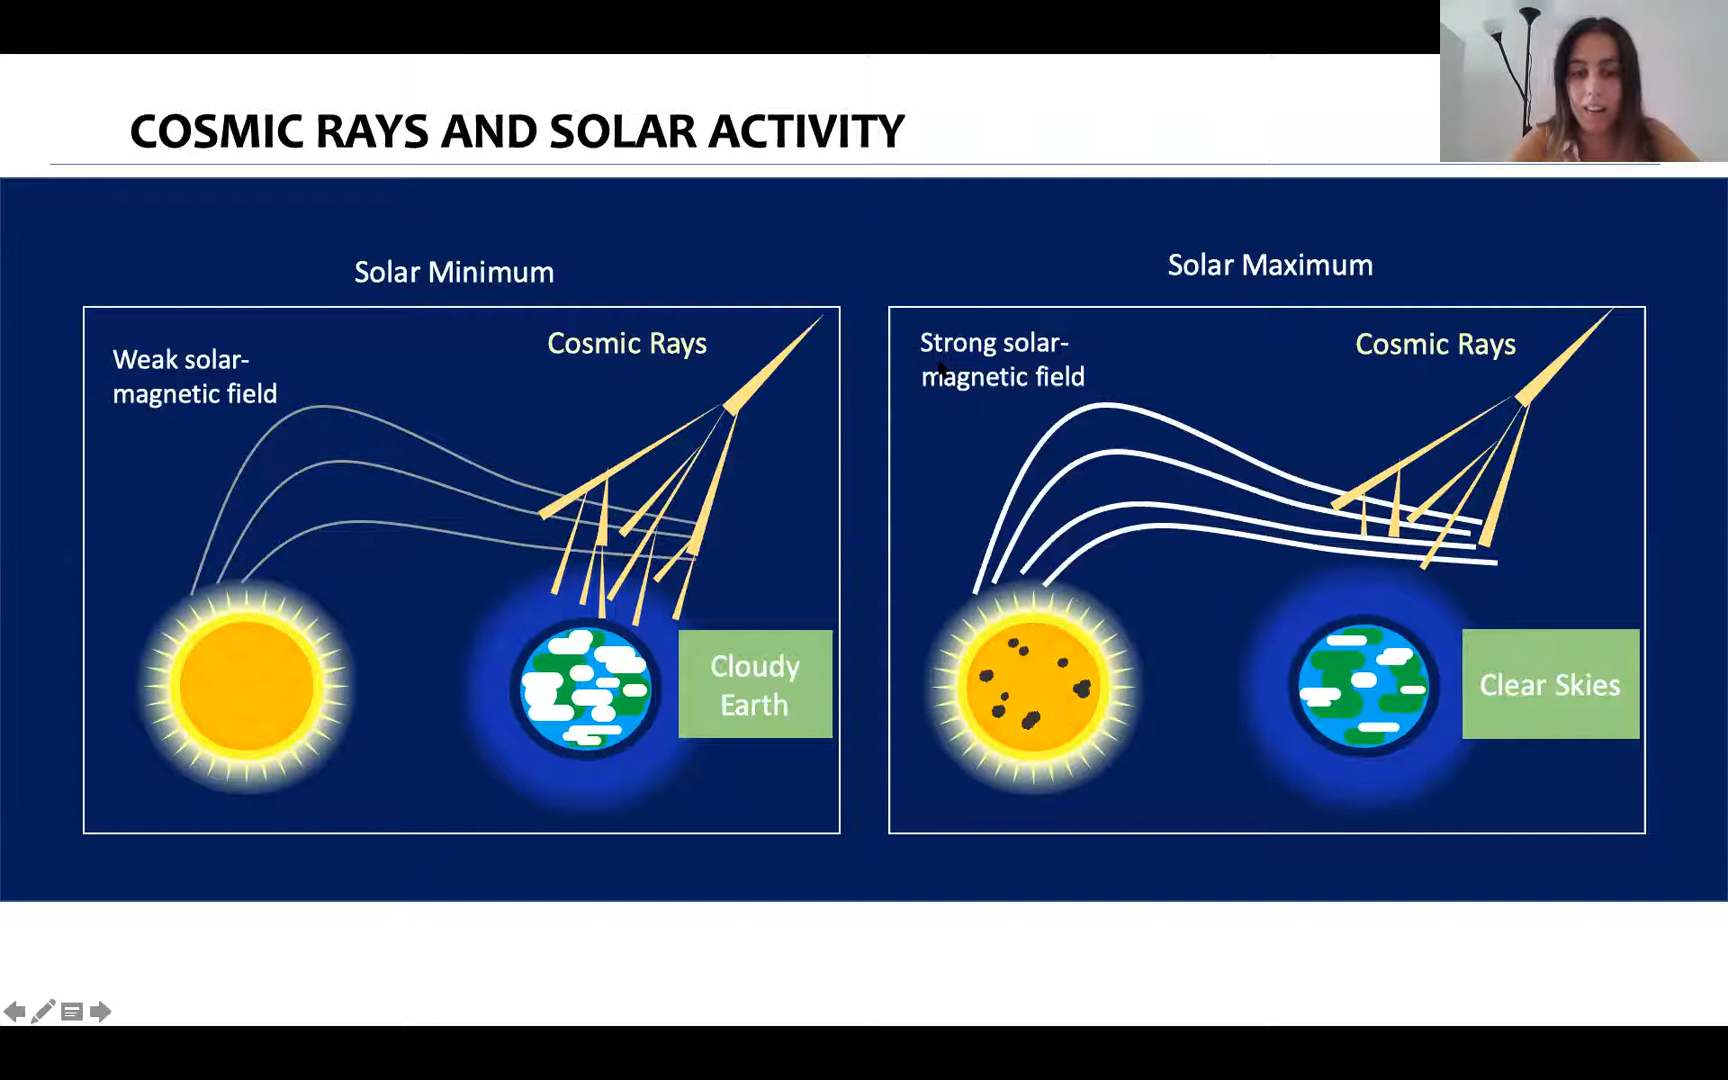 COSMIC RAYS AND SOLAR ACTIVITY
Solar Minimum
Weak solar-
magnetic field
Cosmic Rays
Cloudy
Earth
Solar Maximum
Strong solar-
magnetic field
Cosmic Rays
Clear Skies